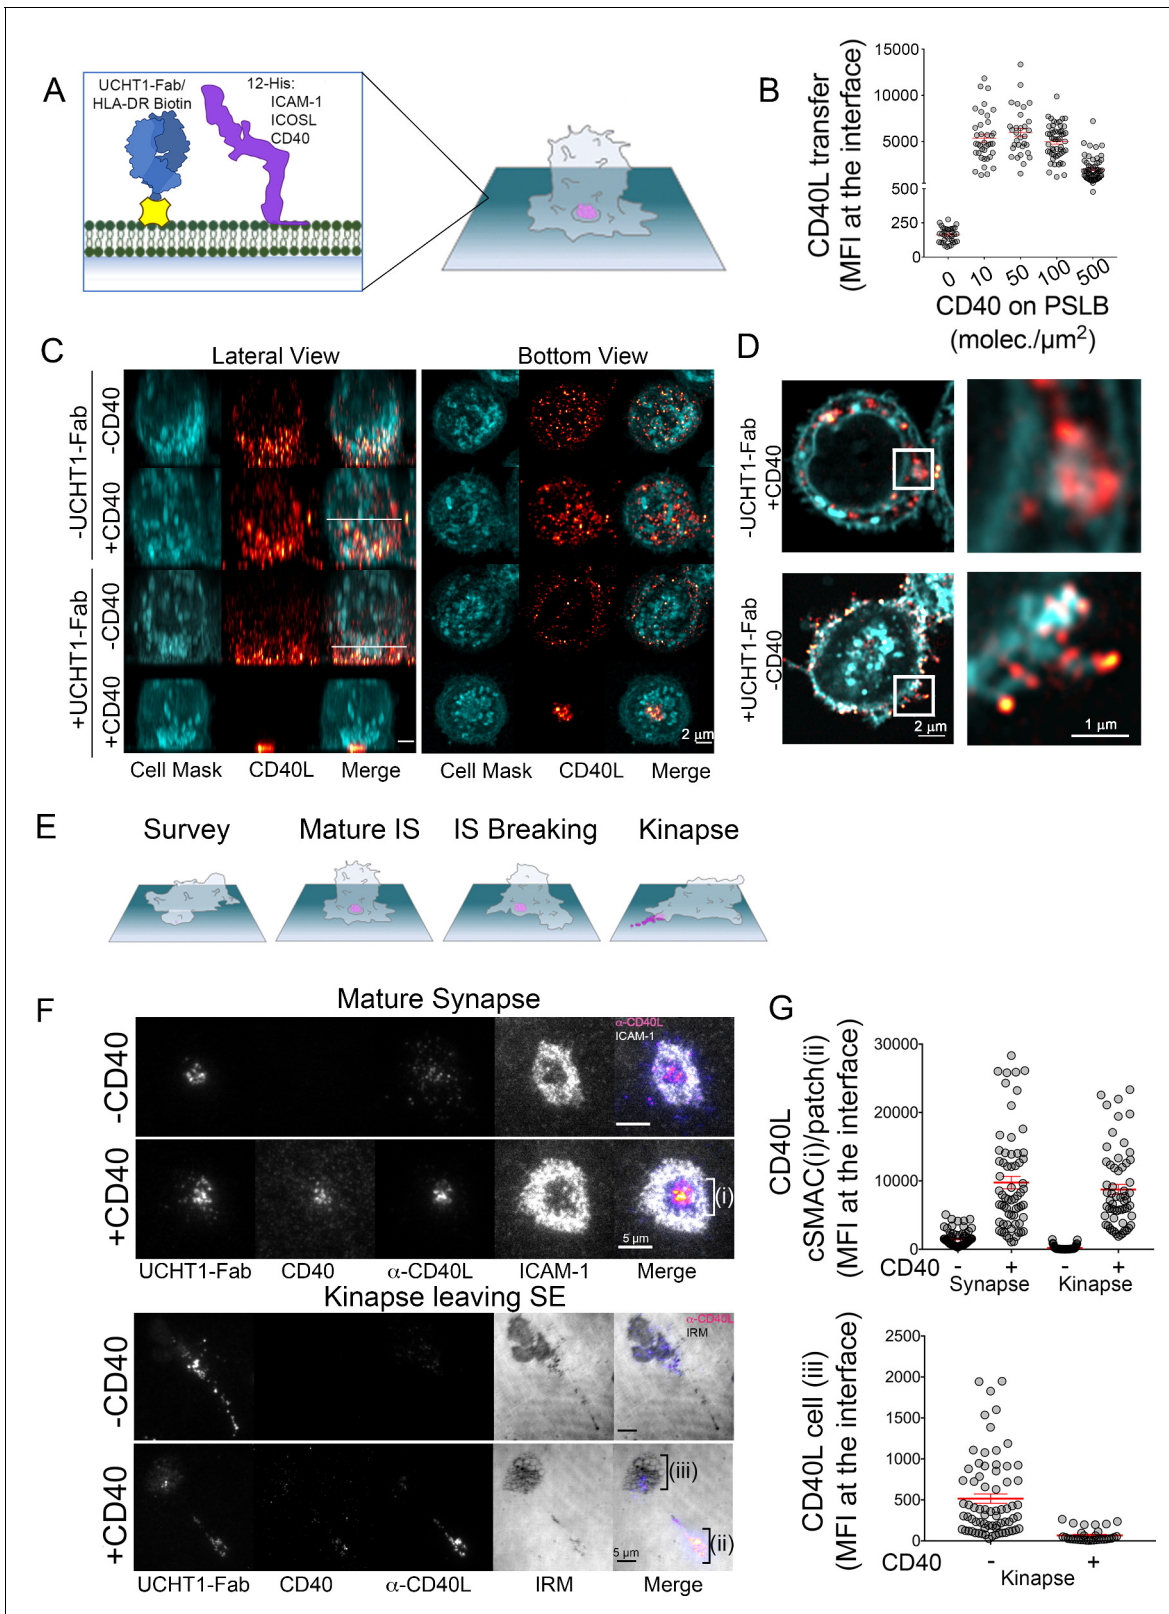 A
UCHT1-Fab/
HLA-DR Biotin
12-His:
ICAM-1
ICOSL
CD40
B
CD40L transfer
(MFI at the interface)
15000
10000
5000
500
250
0
0 10 50 100 500
CD40 on PSLB
(molec./µm²)
C
Lateral View
Bottom View
-UCHT1-Fab
-CD40
+CD40
+UCHT1-Fab
-CD40
+CD40
2 µm
Cell Mask CD40L Merge
Cell Mask CD40L Merge
D
-UCHT1-Fab
+CD40
+UCHT1-Fab
-CD40
2 µm
1 µm
E
Survey
Mature IS
IS Breaking
Kinapse
F
Mature Synapse
-CD40
α-CD40L
ICAM-1
+CD40
(i)
5 µm
UCHT1-Fab CD40 α-CD40L ICAM-1 Merge
Kinapse leaving SE
-CD40
α-CD40L
IRM
+CD40
(iii)
(ii)
5 µm
UCHT1-Fab CD40 α-CD40L IRM Merge
G
CD40L
cSMAC(i)/patch(ii)
(MFI at the interface)
30000
20000
10000
0
CD40 - + - +
Synapse Kinapse
CD40L cell (iii)
(MFI at the interface)
2500
2000
1500
1000
500
0
CD40 - +
Kinapse